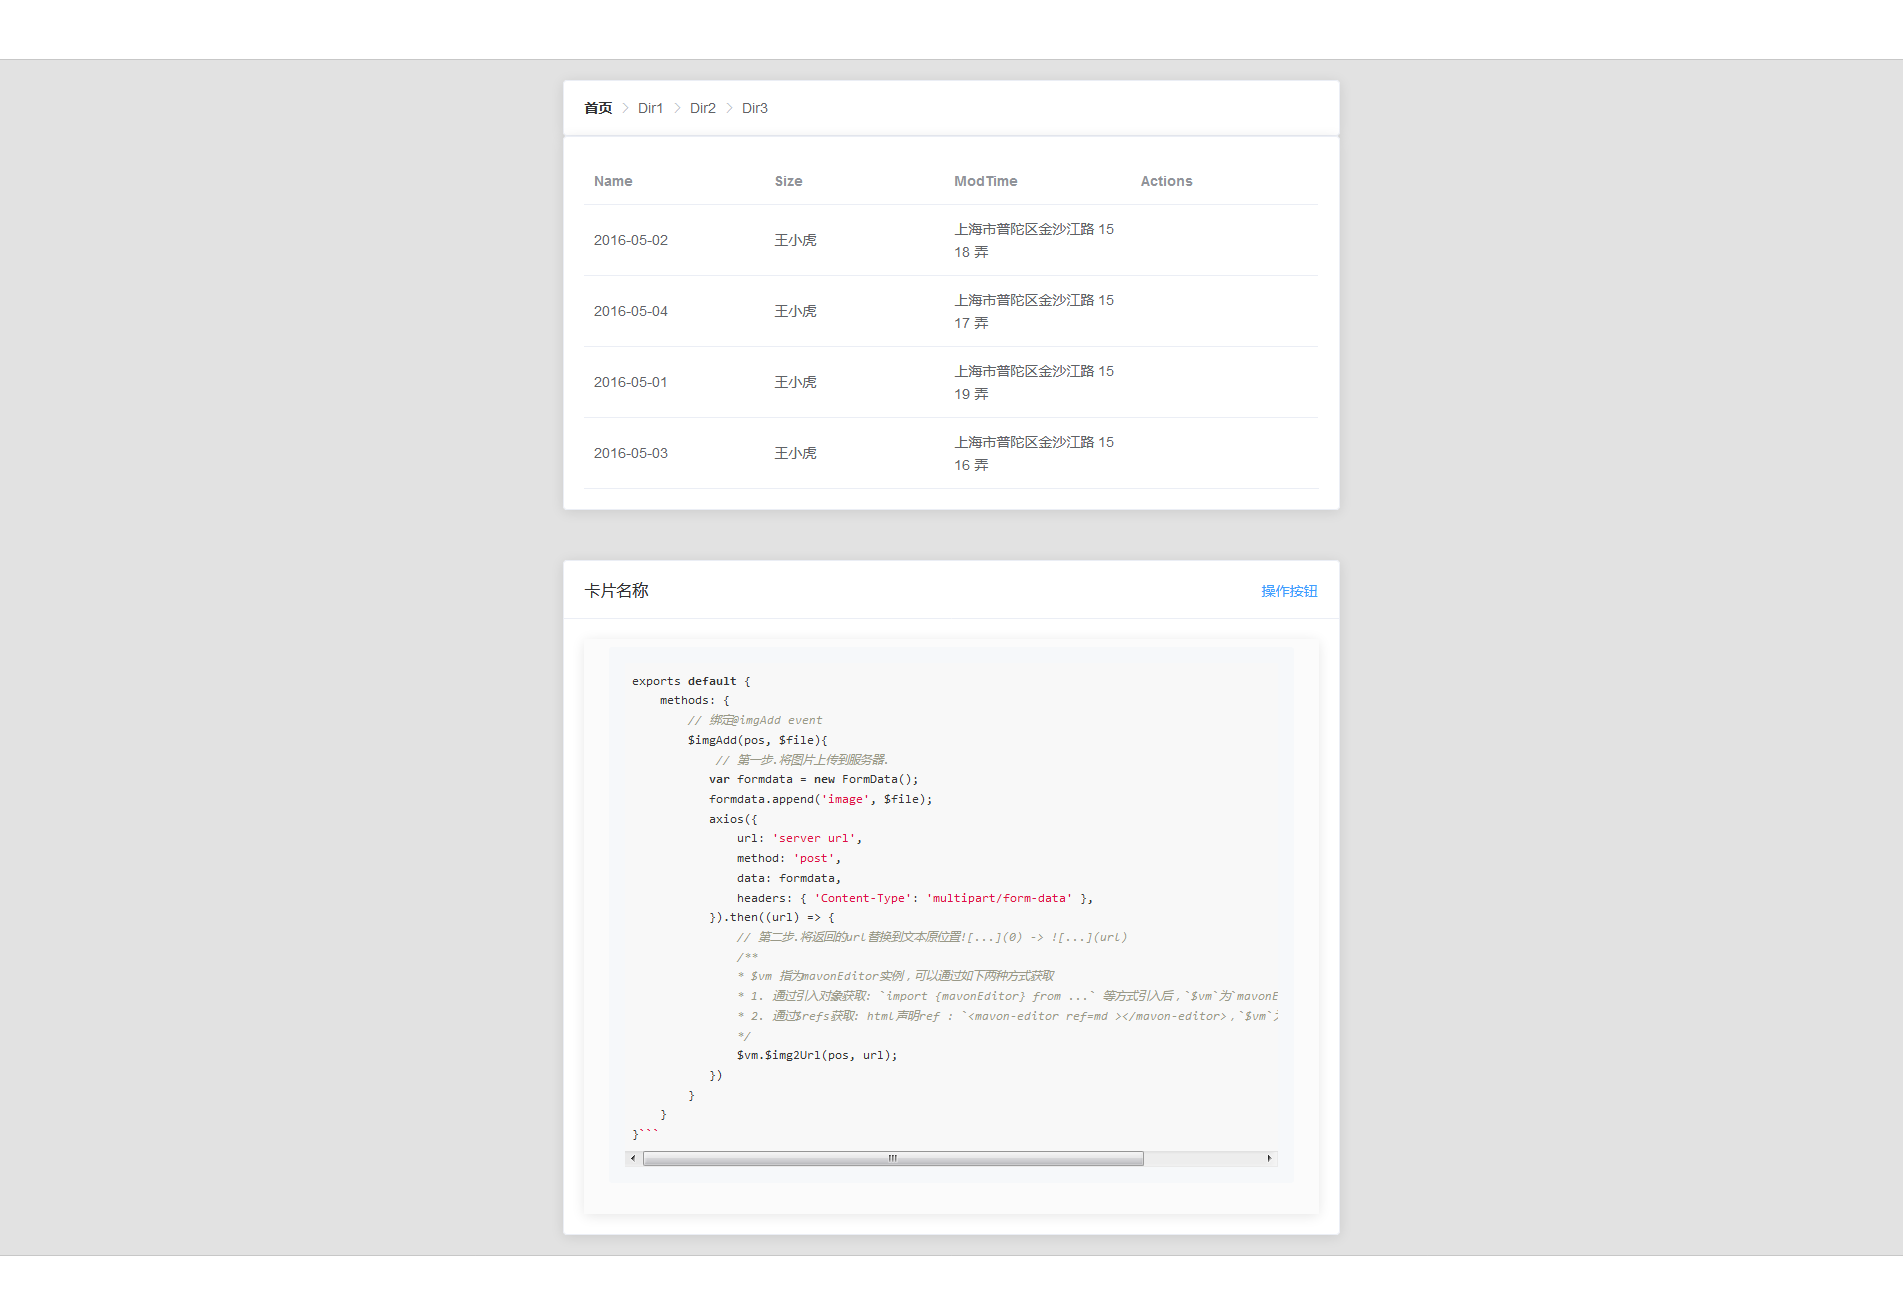 首页 > Dir1 > Dir2 > Dir3
Name Size ModTime Actions
2016-05-02 王小虎 上海市普陀区金沙江路 15
18 弄
2016-05-04 王小虎 上海市普陀区金沙江路 15
17 弄
2016-05-01 王小虎 上海市普陀区金沙江路 15
19 弄
2016-05-03 王小虎 上海市普陀区金沙江路 15
16 弄
卡片名称 操作按钮
exports default {
methods: {
// 绑定@imgAdd event
$imgAdd(pos, $file){
// 第一步.将图片上传到服务器.
var formdata = new FormData();
formdata.append('image', $file);
axios({
url: 'server url',
method: 'post',
data: formdata,
headers: { 'Content-Type': 'multipart/form-data' },
}).then((url) => {
// 第二步.将返回的url替换到文本原位置![...](0) -> ![...](url)
/**
* $vm 指为mavonEditor实例，可以通过如下两种方式获取
* 1. 通过引入对象获取: `import {mavonEditor} from ...` 等方式引入后，`$vm`为`mavonE
* 2. 通过$refs获取: html声明ref : `<mavon-editor ref=md ></mavon-editor>，`$vm`
*/
$vm.$img2Url(pos, url);
})
}
}
}```